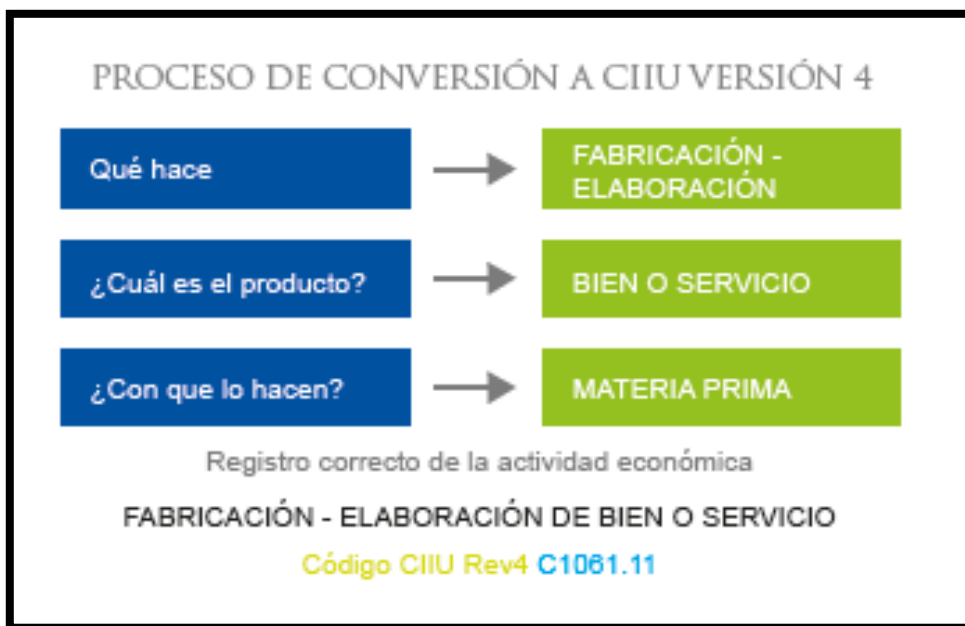 PROCESO DE CONVERSIÓN A CIIU VERSIÓN 4
Qué hace
FABRICACIÓN -
ELABORACIÓN
¿Cuál es el producto?
BIEN O SERVICIO
¿Con que lo hacen?
MATERIA PRIMA
Registro correcto de la actividad económica
FABRICACIÓN - ELABORACIÓN DE BIEN O SERVICIO
Código CIIU Rev4 C1061.11